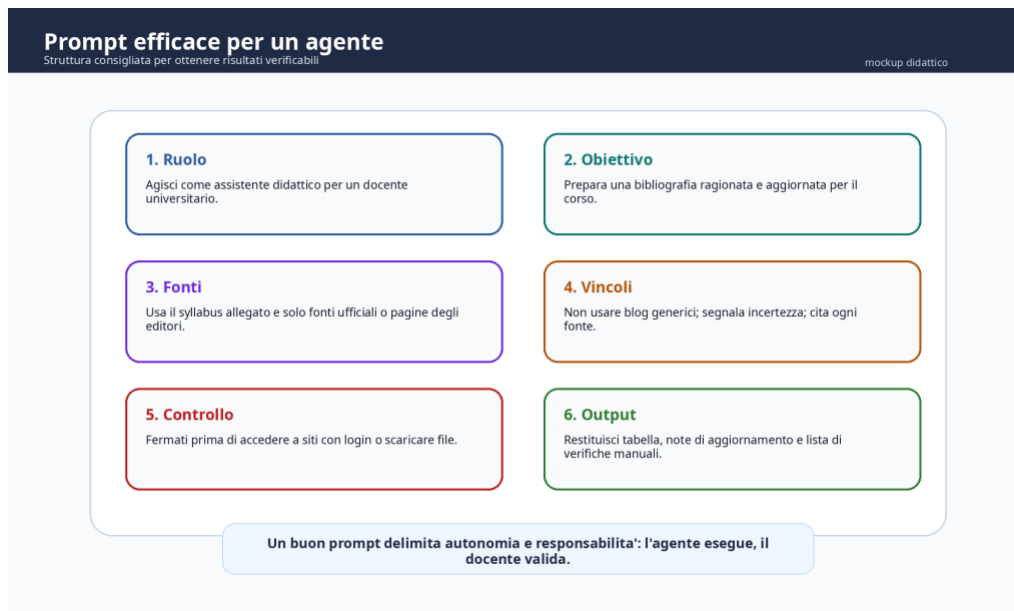 Prompt efficace per un agente
Struttura consigliata per ottenere risultati verificabili
mockup didattico
1. Ruolo
Agisci come assistente didattico per un docente
universitario.
2. Obiettivo
Prepara una bibliografia ragionata e aggiornata per il
corso.
3. Fonti
Usa il syllabus allegato e solo fonti ufficiali o pagine degli
editori.
4. Vincoli
Non usare blog generici; segnala incertezza; cita ogni
fonte.
5. Controllo
Fermati prima di accedere a siti con login o scaricare file.
6. Output
Restituisci tabella, note di aggiornamento e lista di
verifiche manuali.
Un buon prompt delimita autonomia e responsabilita': l'agente esegue, il
docente valida.